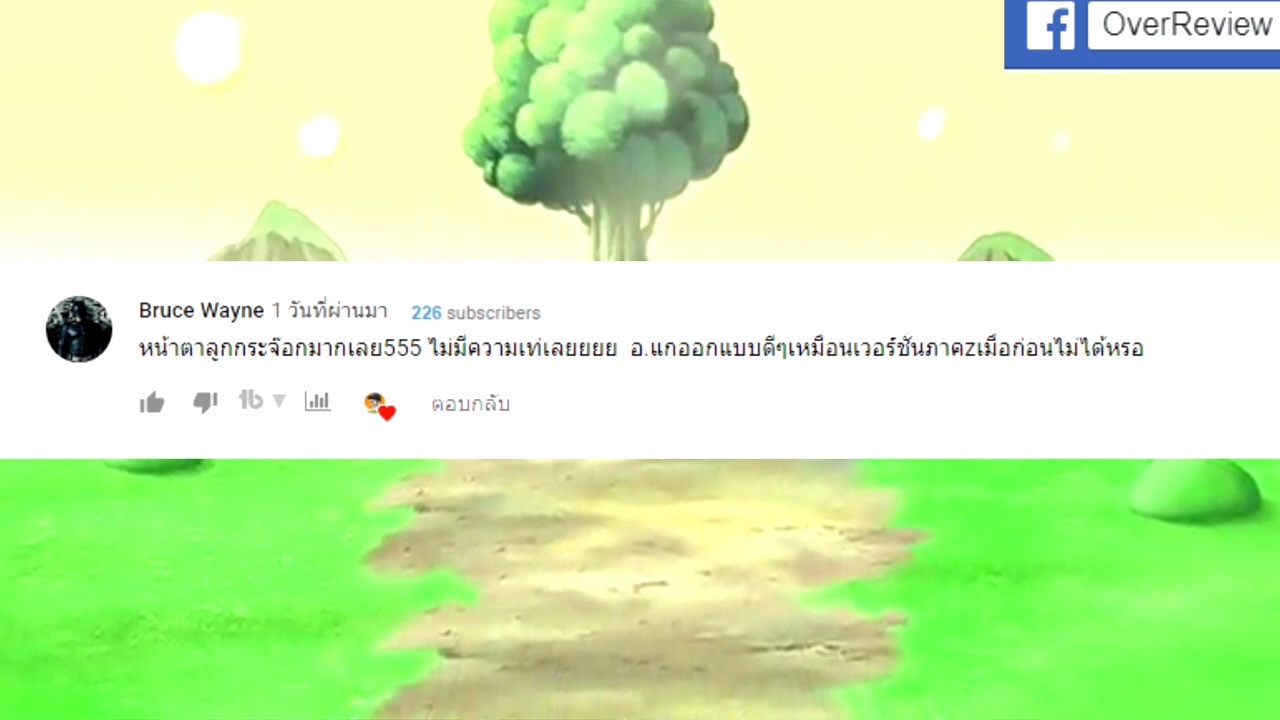 OverReview
Bruce Wayne 1 วันที่ผ่านมา 226 subscribers
หน้าตาลูกกระจ๊อกมากเลย555 ไม่มีความเท่เลยยยย อ.แกออกแบบดีๆเหมือนเวอร์ชั่นภาคzเมื่อก่อนไม่ได้หรอ
ตอบกลับ